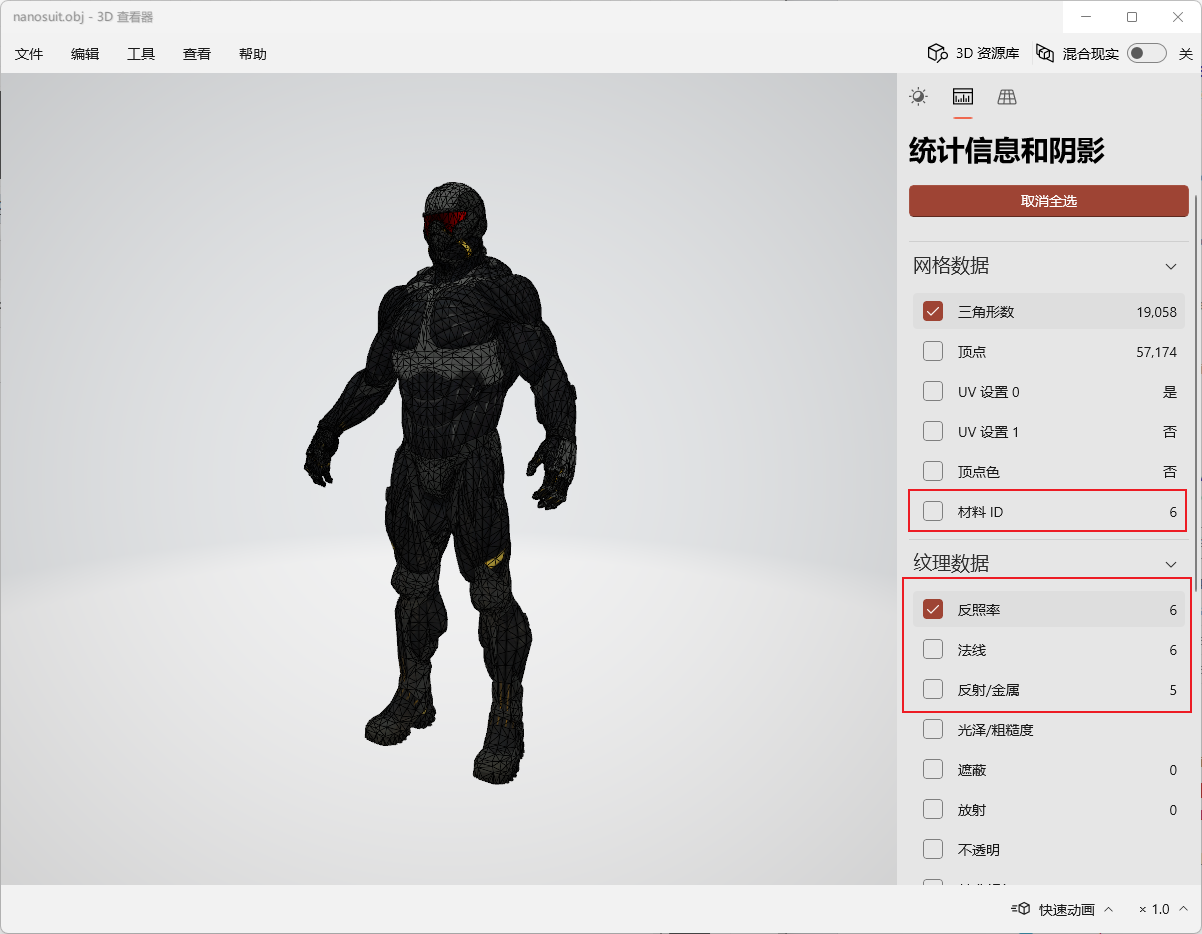 nanosuit.obj - 3D 查看器
文件 编辑 工具 查看 帮助 3D 资源库 混合现实 关
统计信息和阴影
取消全选
网格数据
三角形数 19,058
顶点 57,174
UV 设置 0 是
UV 设置 1 否
顶点色 否
材料 ID 6
纹理数据
反照率 6
法线 6
反射/金属 5
光泽/粗糙度
遮蔽 0
放射 0
不透明
快速动画 × 1.0